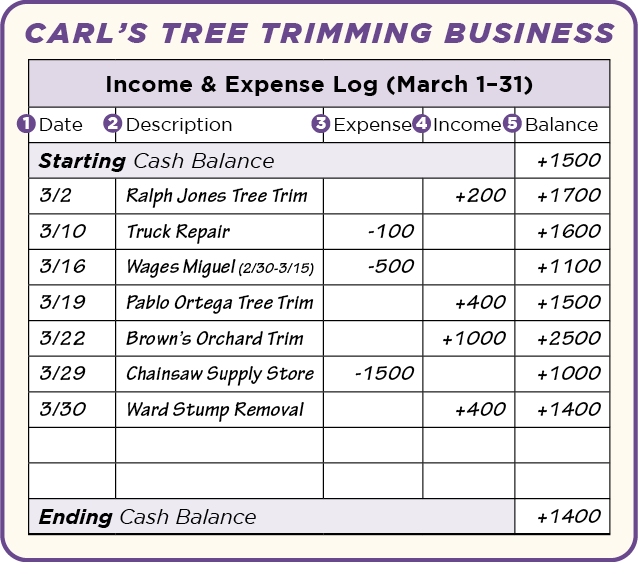 CARL'S TREE TRIMMING BUSINESS
Income & Expense Log (March 1–31)
1 Date 2 Description 3 Expense 4 Income 5 Balance
Starting Cash Balance +1500
3/2 Ralph Jones Tree Trim +200 +1700
3/10 Truck Repair -100 +1600
3/16 Wages Miguel (2/30-3/15) -500 +1100
3/19 Pablo Ortega Tree Trim +400 +1500
3/22 Brown's Orchard Trim +1000 +2500
3/29 Chainsaw Supply Store -1500 +1000
3/30 Ward Stump Removal +400 +1400
Ending Cash Balance +1400